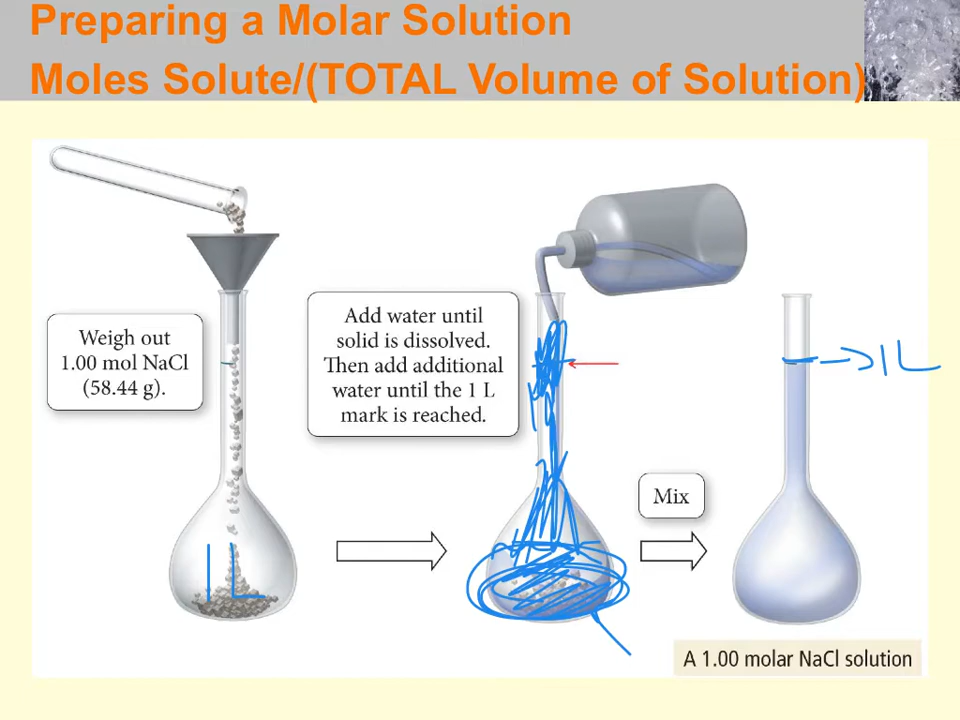 Preparing a Molar Solution
Moles Solute/(TOTAL Volume of Solution)
Weigh out
1.00 mol NaCl
(58.44 g).
Add water until
solid is dissolved.
Then add additional
water until the 1 L
mark is reached.
Mix
1L
1L
A 1.00 molar NaCl solution